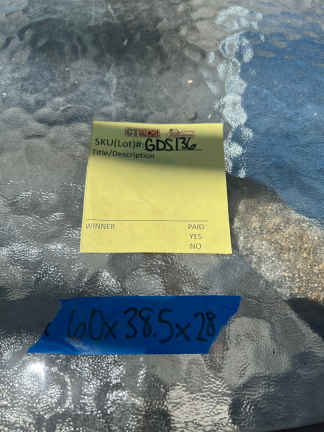 SKU(Lot)#: GDS136
Title/Description
WINNER
PAID:
YES
NO
60x38.5x28